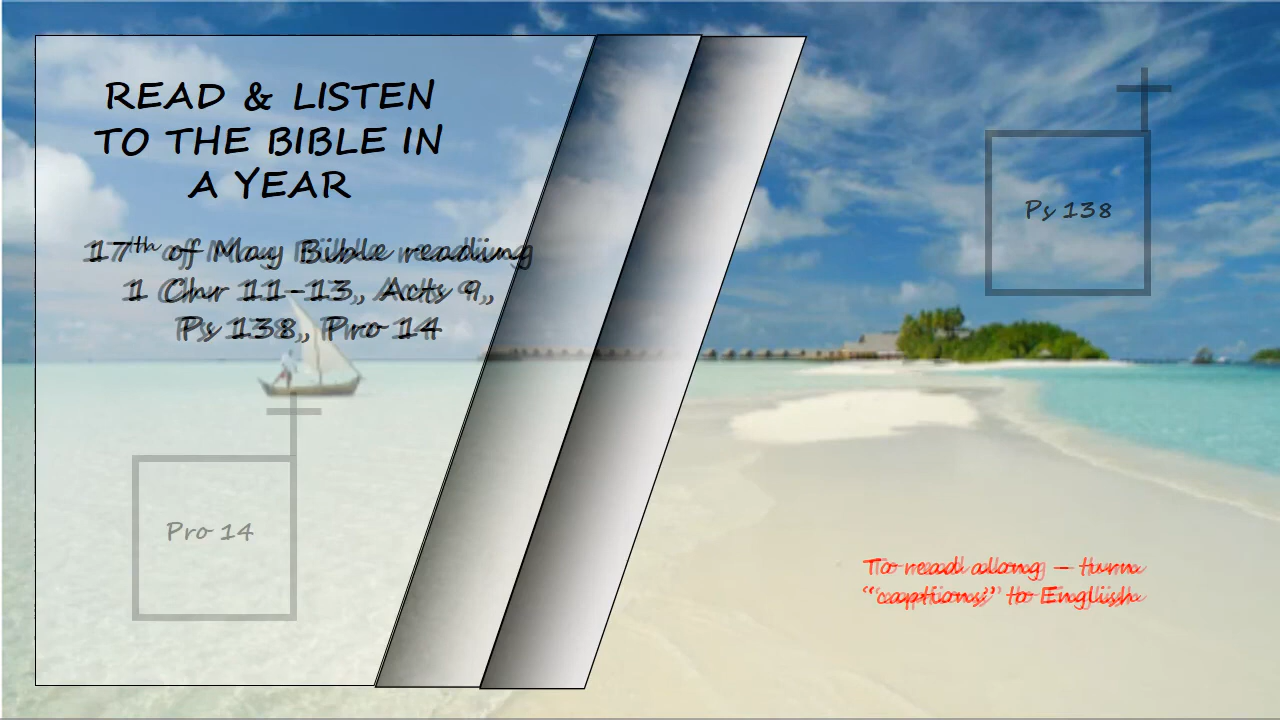 READ & LISTEN
TO THE BIBLE IN
A YEAR
17th of May Bible reading
1 Chr 11-13, Acts 9,
Ps 138, Pro 14
Ps 138
Pro 14
To read along – turn
“captions” to English